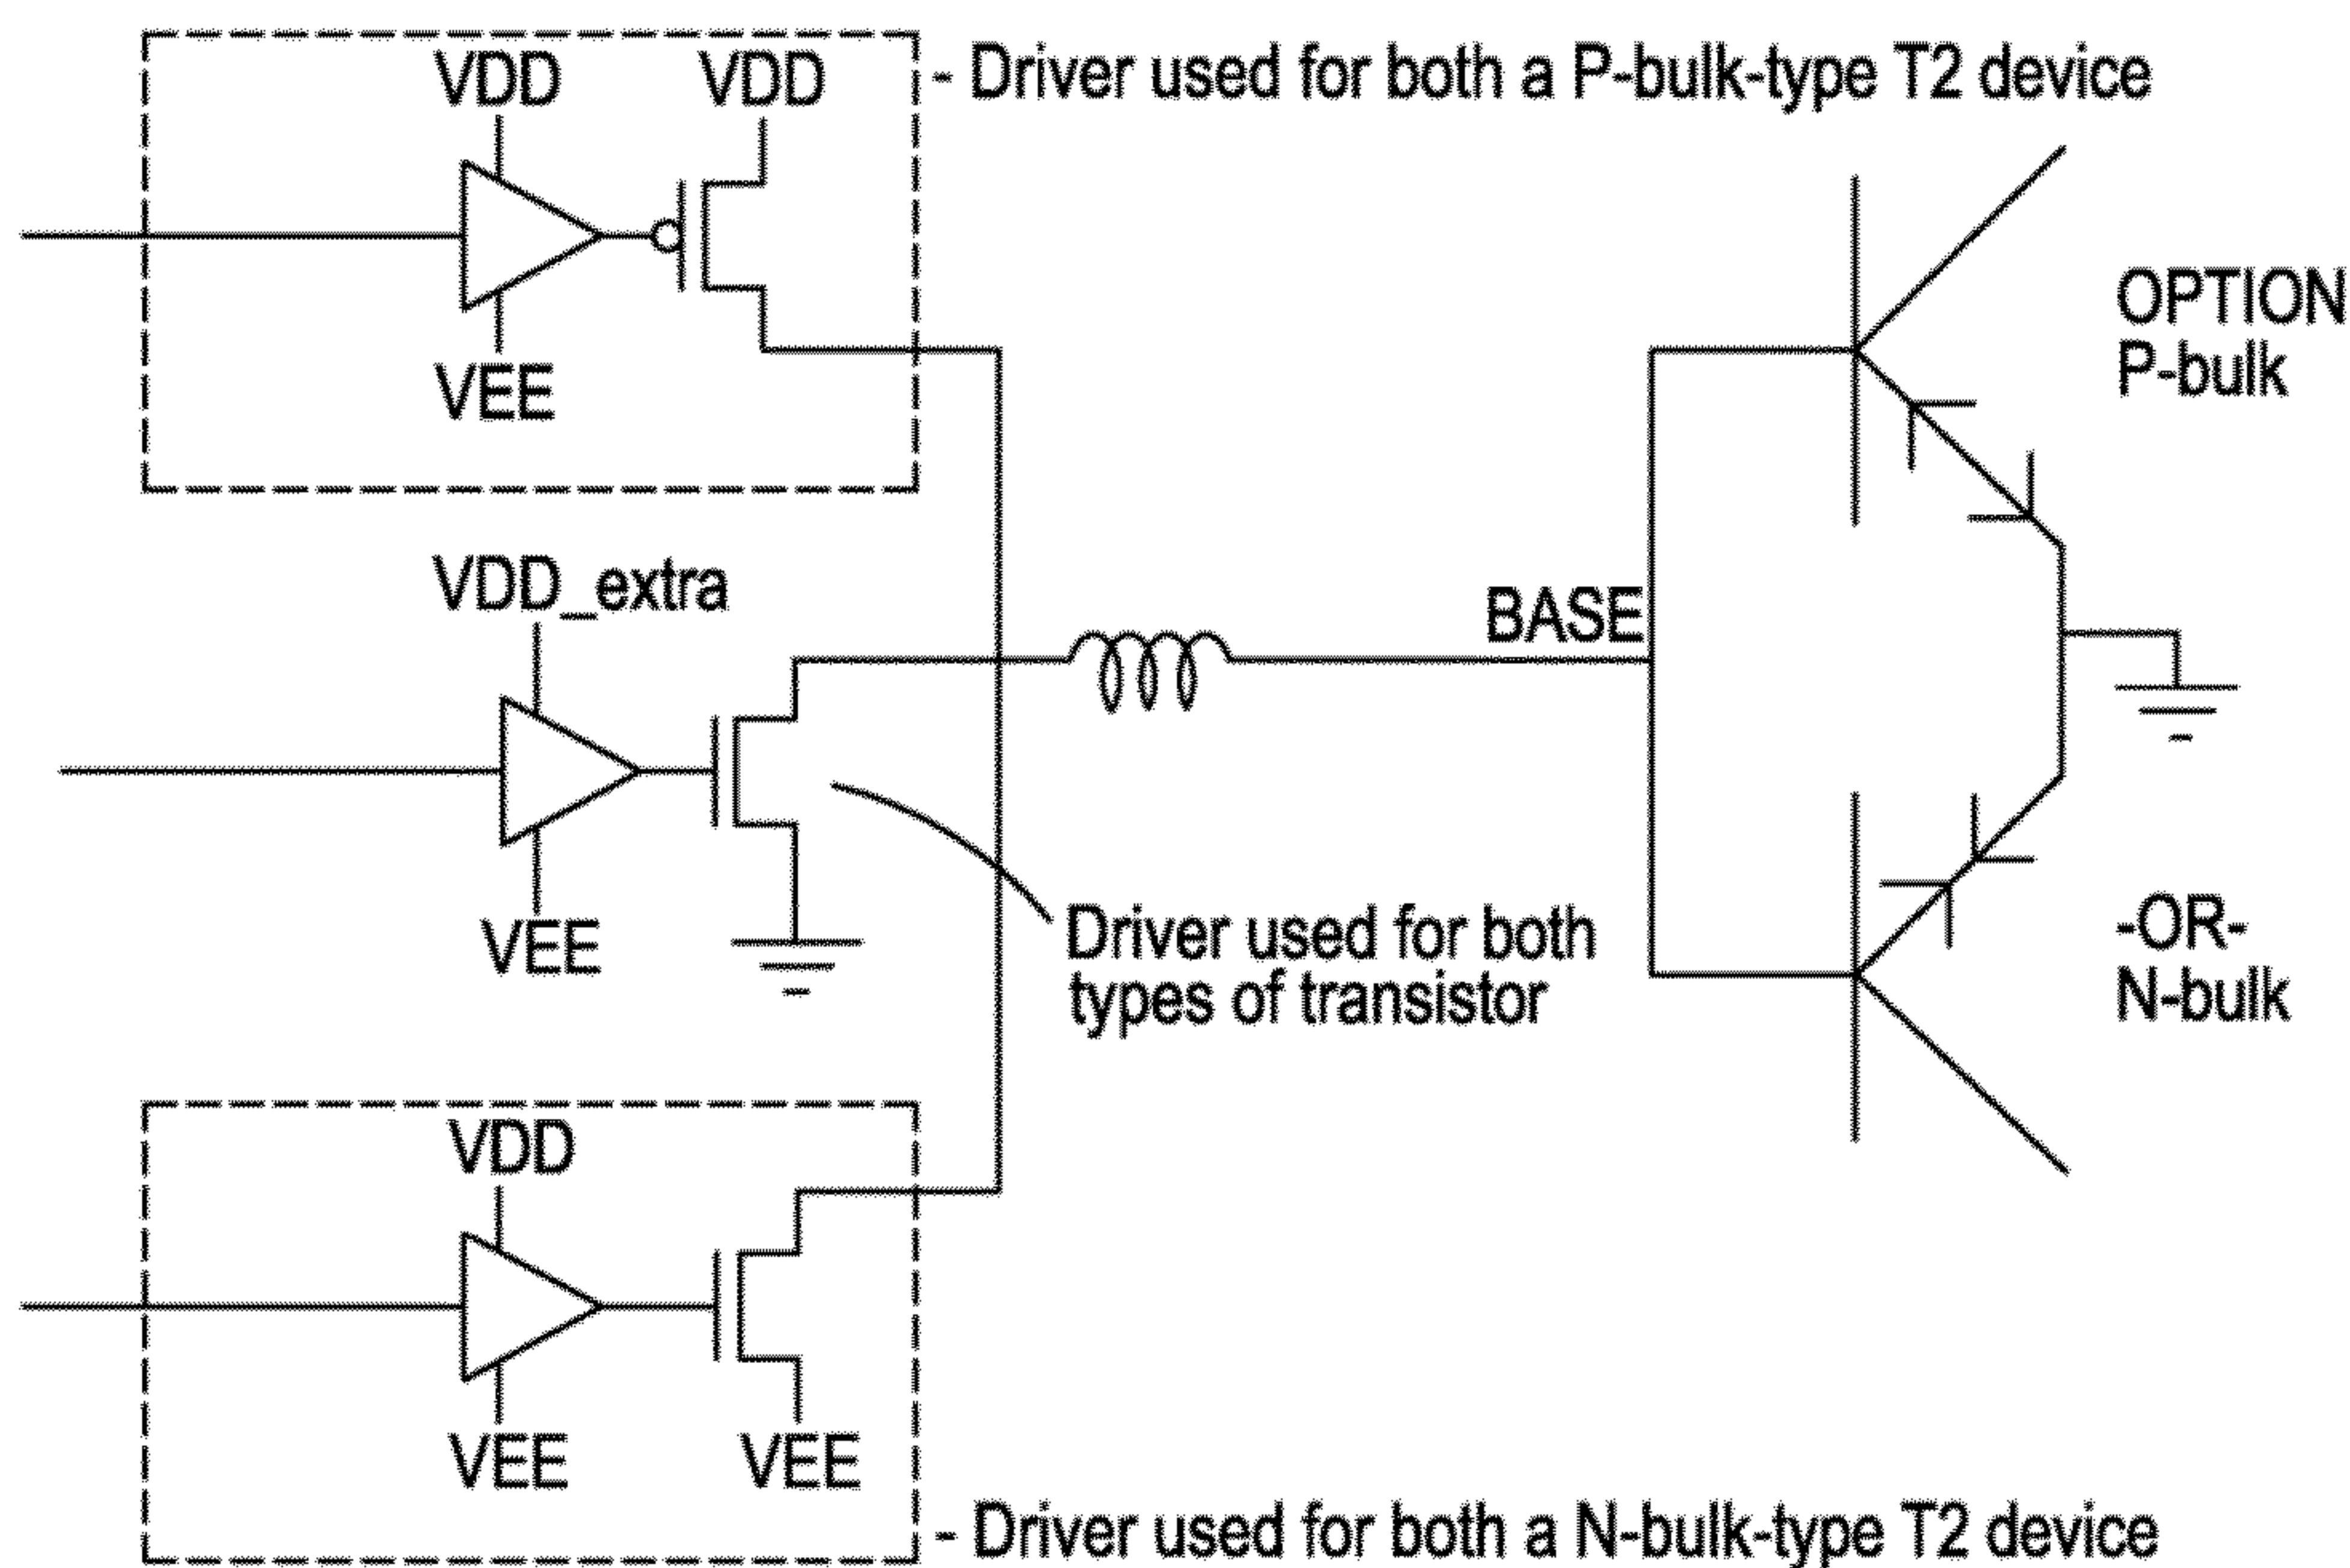 VDD
VDD
- Driver used for both a P-bulk-type T2 device
VEE
OPTION
P-bulk
VDD_extra
BASE
VEE
Driver used for both
types of transistor
-OR-
N-bulk
VDD
VEE
VEE
- Driver used for both a N-bulk-type T2 device